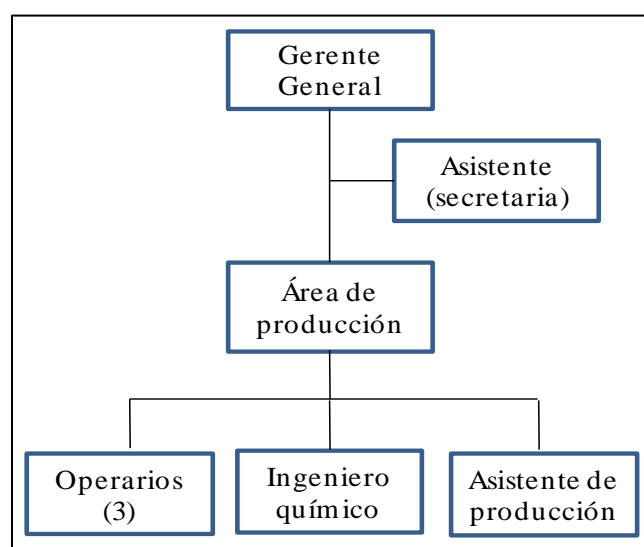 Gerente
General
Asistente
(secretaria)
Área de
producción
Operarios
(3)
Ingeniero
químico
Asistente de
producción